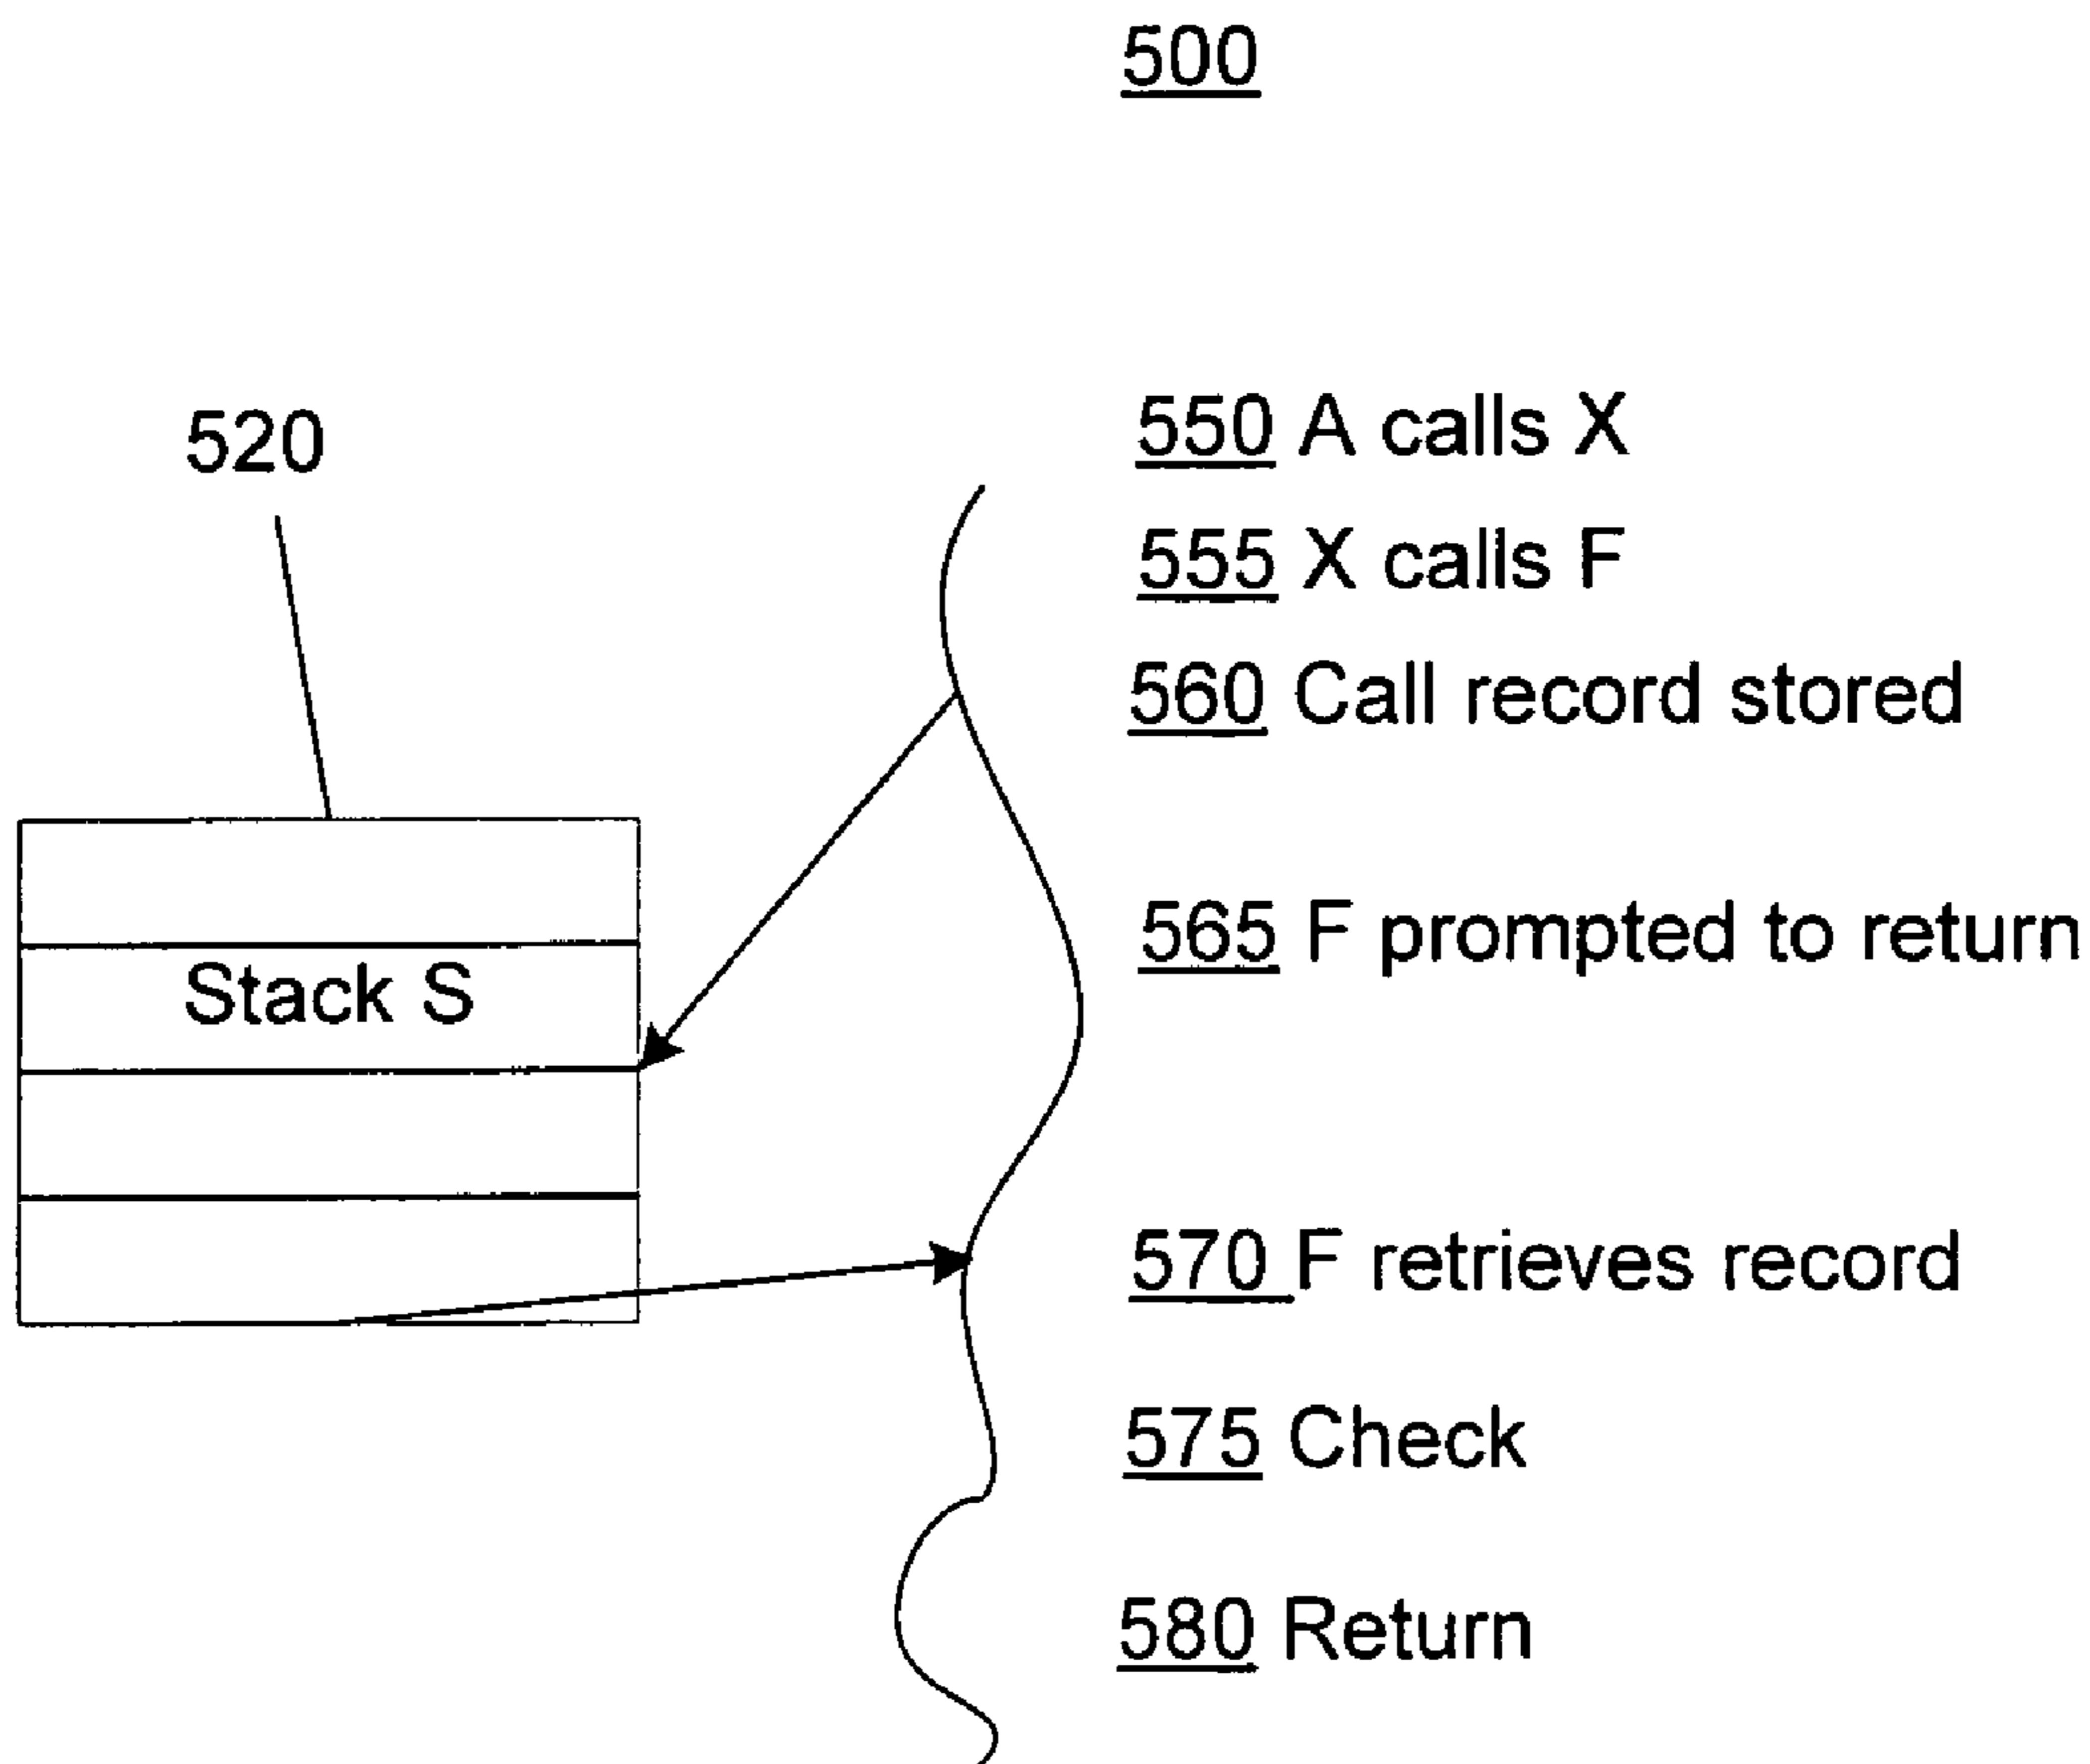 500
520
550 A calls X
555 X calls F
560 Call record stored
Stack S
565 F prompted to return
570 F retrieves record
575 Check
580 Return